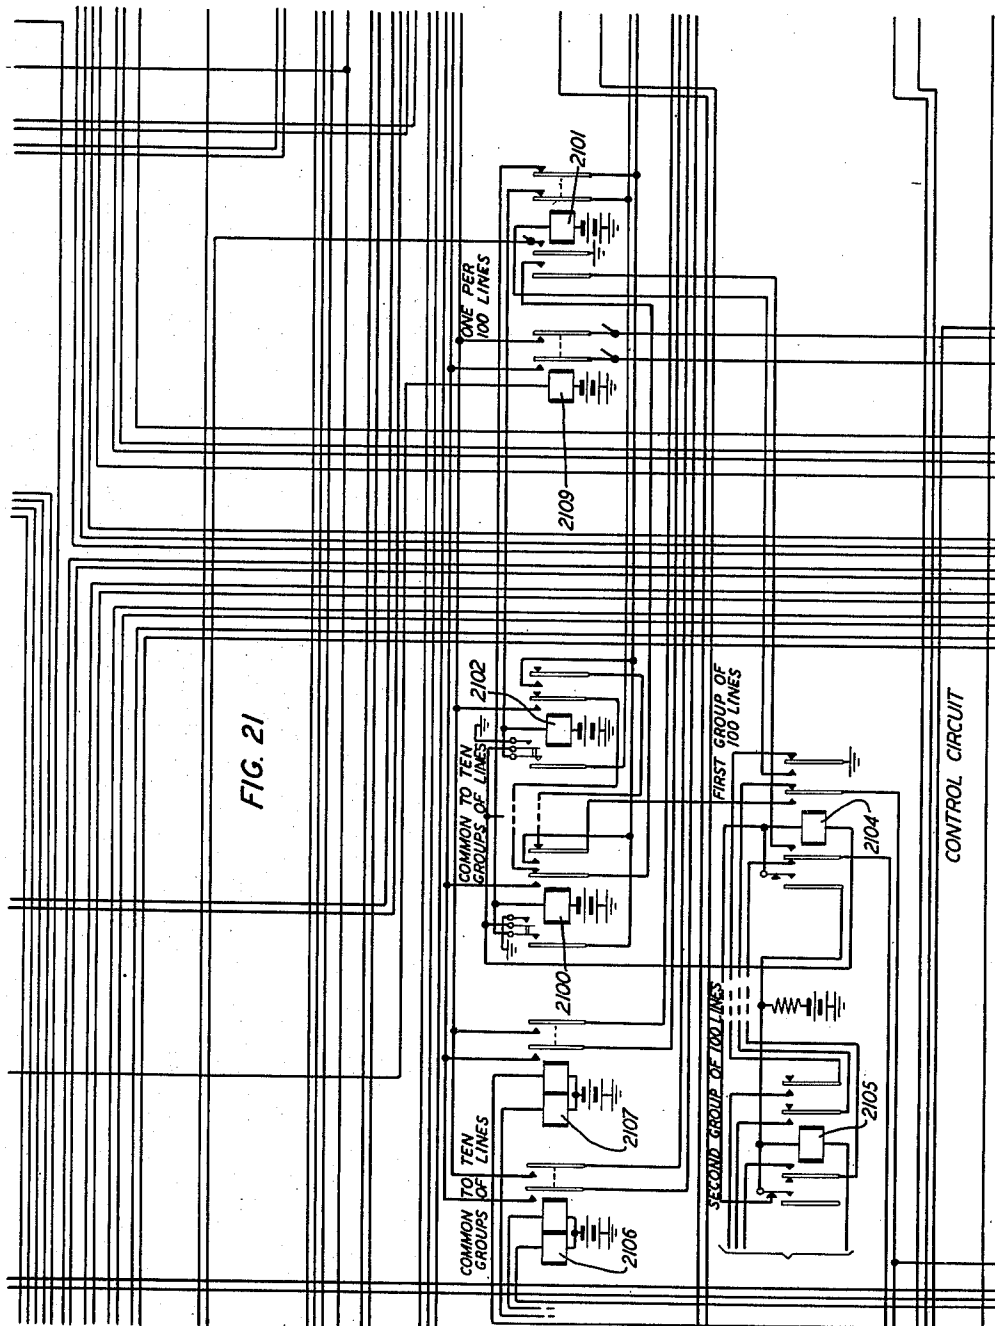 FIG. 21
COMMON TO TEN
GROUPS OF LINES
2106
2107
COMMON TO TEN
GROUPS OF LINES
2100
2102
ONE PER
100 LINES
2109
2101
SECOND GROUP OF 100 LINES
2105
FIRST GROUP OF
100 LINES
2104
CONTROL CIRCUIT